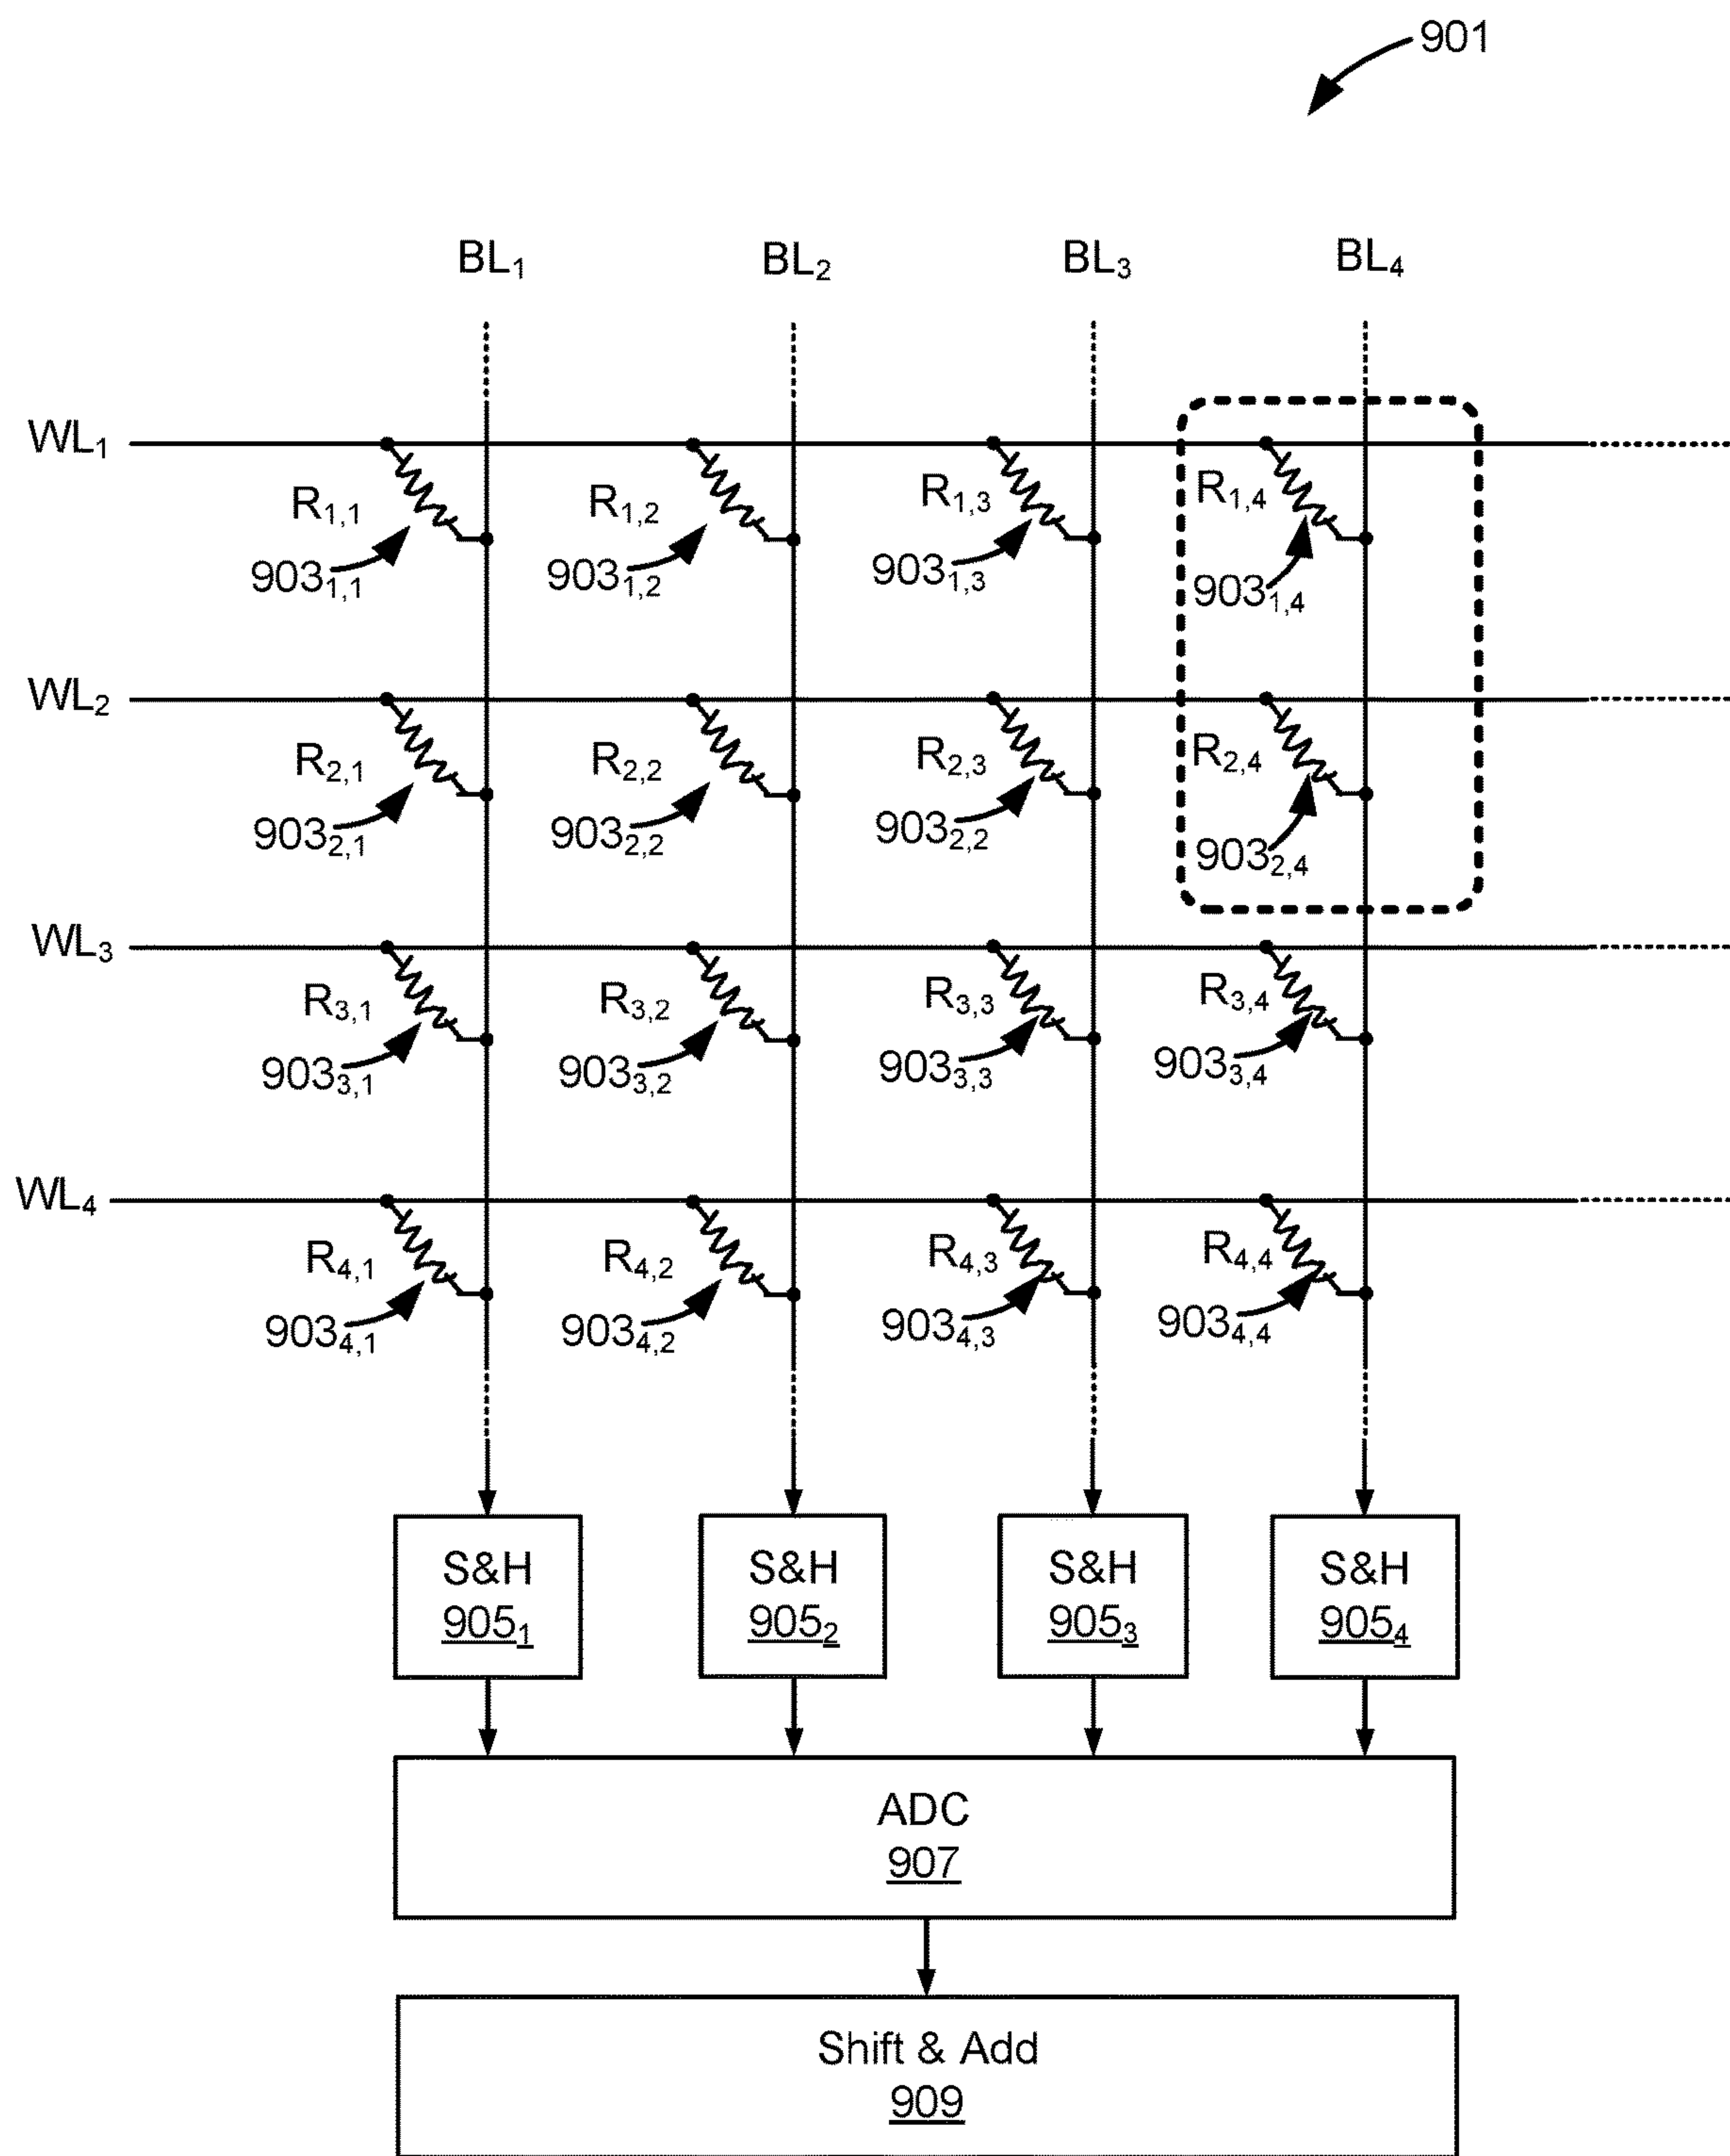 901
BL1 BL2 BL3 BL4
WL1
R1,1 R1,2 R1,3 R1,4
9031,1 9031,2 9031,3 9031,4
WL2
R2,1 R2,2 R2,3 R2,4
9032,1 9032,2 9032,2 9032,4
WL3
R3,1 R3,2 R3,3 R3,4
9033,1 9033,2 9033,3 9033,4
WL4
R4,1 R4,2 R4,3 R4,4
9034,1 9034,2 9034,3 9034,4
S&H S&H S&H S&H
9051 9052 9053 9054
ADC
907
Shift & Add
909